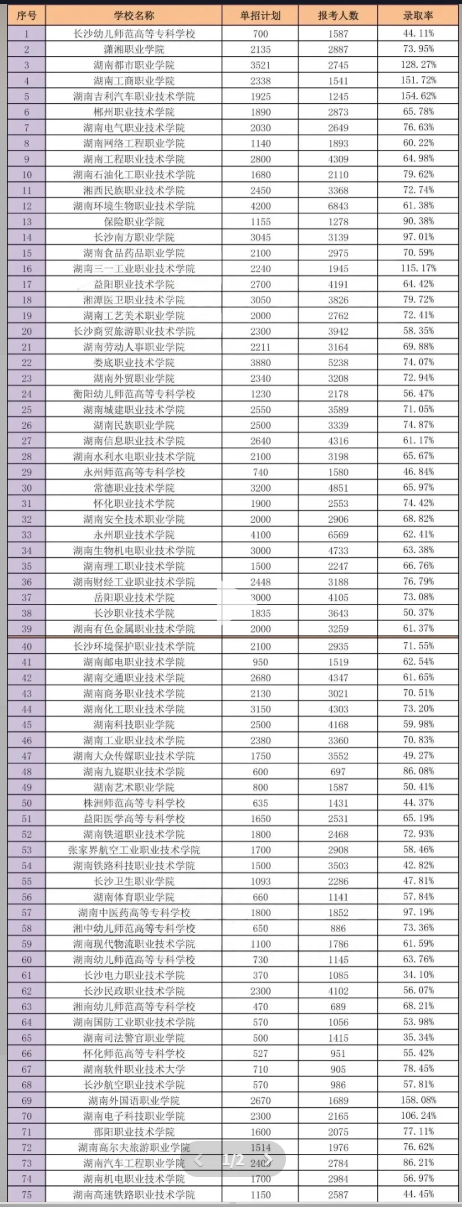 序号 学校名称 单招计划 报考人数 录取率
1 长沙幼儿师范高等专科学校 700 1587 44.11%
2 潇湘职业学院 2135 2887 73.95%
3 湖南都市职业学院 3521 2745 128.27%
4 湖南工商职业学院 2338 1541 151.72%
5 湖南吉利汽车职业技术学院 1925 1245 154.62%
6 郴州职业技术学院 1890 2873 65.78%
7 湖南电气职业技术学院 2030 2649 76.63%
8 湖南网络工程职业学院 1140 1893 60.22%
9 湖南工程职业技术学院 2800 4309 64.98%
10 湖南石油化工职业技术学院 1680 2110 79.62%
11 湘西民族职业技术学院 2450 3368 72.74%
12 湖南环境生物职业技术学院 4200 6843 61.38%
13 保险职业学院 1155 1278 90.38%
14 长沙南方职业学院 3045 3139 97.01%
15 湖南食品药品职业学院 2100 2975 70.59%
16 湖南三一工业职业技术学院 2240 1945 115.17%
17 益阳职业技术学院 2700 4191 64.42%
18 湘潭医卫职业技术学院 3050 3826 79.72%
19 湖南工艺美术职业学院 2000 2762 72.41%
20 长沙商贸旅游职业技术学院 2300 3942 58.35%
21 湖南劳动人事职业学院 2211 3164 69.88%
22 娄底职业技术学院 3880 5238 74.07%
23 湖南外贸职业学院 2340 3208 72.94%
24 衡阳幼儿师范高等专科学校 1230 2178 56.47%
25 湖南城建职业技术学院 2550 3589 71.05%
26 湖南民族职业学院 2500 3339 74.87%
27 湖南信息职业技术学院 2640 4316 61.17%
28 湖南水利水电职业技术学院 2100 3198 65.67%
29 永州师范高等专科学校 740 1580 46.84%
30 常德职业技术学院 3200 4851 65.97%
31 怀化职业技术学院 1900 2553 74.42%
32 湖南安全技术职业学院 2000 2906 68.82%
33 永州职业技术学院 4100 6569 62.41%
34 湖南生物机电职业技术学院 3000 4733 63.38%
35 湖南理工职业技术学院 1500 2247 66.76%
36 湖南财经工业职业技术学院 2448 3188 76.79%
37 岳阳职业技术学院 3000 4105 73.08%
38 长沙职业技术学院 1835 3643 50.37%
39 湖南有色金属职业技术学院 2000 3259 61.37%
40 长沙环境保护职业技术学院 2100 2935 71.55%
41 湖南邮电职业技术学院 950 1519 62.54%
42 湖南交通职业技术学院 2680 4347 61.65%
43 湖南商务职业技术学院 2130 3021 70.51%
44 湖南化工职业技术学院 3150 4303 73.20%
45 湖南科技职业学院 2500 4168 59.98%
46 湖南工业职业技术学院 2380 3360 70.83%
47 湖南大众传媒职业技术学院 1750 3552 49.27%
48 湖南九嶷职业技术学院 600 697 86.08%
49 湖南艺术职业学院 800 1587 50.41%
50 株洲师范高等专科学校 635 1431 44.37%
51 益阳医学高等专科学校 1650 2531 65.19%
52 湖南铁道职业技术学院 1800 2468 72.93%
53 张家界航空工业职业技术学院 1700 2908 58.46%
54 湖南铁路科技职业技术学院 1500 3503 42.82%
55 长沙卫生职业学院 1093 2286 47.81%
56 湖南体育职业学院 660 1141 57.84%
57 湖南中医药高等专科学校 1800 1852 97.19%
58 湘中幼儿师范高等专科学校 650 886 73.36%
59 湖南现代物流职业技术学院 1100 1786 61.59%
60 湖南幼儿师范高等专科学校 730 1145 63.76%
61 长沙电力职业技术学院 370 1085 34.10%
62 长沙民政职业技术学院 2300 4102 56.07%
63 湘南幼儿师范高等专科学校 470 689 68.21%
64 湖南国防工业职业技术学院 570 1056 53.98%
65 湖南司法警官职业学院 500 1415 35.34%
66 怀化师范高等专科学校 527 951 55.42%
67 湖南软件职业技术大学 710 905 78.45%
68 长沙航空职业技术学院 570 986 57.81%
69 湖南外国语职业学院 2670 1689 158.08%
70 湖南电子科技职业学院 2300 2165 106.24%
71 邵阳职业技术学院 1600 2075 77.11%
72 湖南高尔夫旅游职业学院 1514 1976 76.62%
73 湖南汽车工程职业学院 2400 2784 86.21%
74 湖南机电职业技术学院 1700 2984 56.97%
75 湖南高速铁路职业技术学院 1150 2587 44.45%
1/2